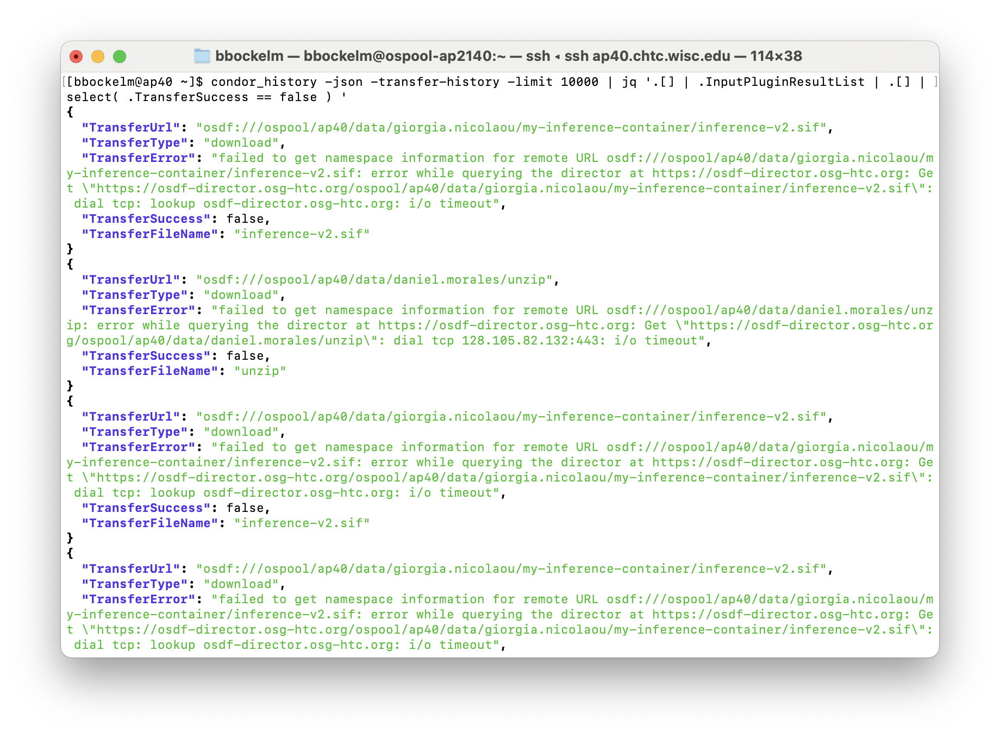 bbockelm — bbockelm@ospool-ap2140:~ — ssh ◂ ssh ap40.chtc.wisc.edu — 114×38
[[bbockelm@ap40 ~]$ condor_history -json -transfer-history -limit 10000 | jq '.[] | .InputPluginResultList | .[] | ]
select( .TransferSuccess == false ) '
{
  "TransferUrl": "osdf:///ospool/ap40/data/giorgia.nicolaou/my-inference-container/inference-v2.sif",
  "TransferType": "download",
  "TransferError": "failed to get namespace information for remote URL osdf:///ospool/ap40/data/giorgia.nicolaou/m
y-inference-container/inference-v2.sif: error while querying the director at https://osdf-director.osg-htc.org: Ge
t \"https://osdf-director.osg-htc.org/ospool/ap40/data/giorgia.nicolaou/my-inference-container/inference-v2.sif\":
 dial tcp: lookup osdf-director.osg-htc.org: i/o timeout",
  "TransferSuccess": false,
  "TransferFileName": "inference-v2.sif"
}
{
  "TransferUrl": "osdf:///ospool/ap40/data/daniel.morales/unzip",
  "TransferType": "download",
  "TransferError": "failed to get namespace information for remote URL osdf:///ospool/ap40/data/daniel.morales/unz
ip: error while querying the director at https://osdf-director.osg-htc.org: Get \"https://osdf-director.osg-htc.or
g/ospool/ap40/data/daniel.morales/unzip\": dial tcp 128.105.82.132:443: i/o timeout",
  "TransferSuccess": false,
  "TransferFileName": "unzip"
}
{
  "TransferUrl": "osdf:///ospool/ap40/data/giorgia.nicolaou/my-inference-container/inference-v2.sif",
  "TransferType": "download",
  "TransferError": "failed to get namespace information for remote URL osdf:///ospool/ap40/data/giorgia.nicolaou/m
y-inference-container/inference-v2.sif: error while querying the director at https://osdf-director.osg-htc.org: Ge
t \"https://osdf-director.osg-htc.org/ospool/ap40/data/giorgia.nicolaou/my-inference-container/inference-v2.sif\":
 dial tcp: lookup osdf-director.osg-htc.org: i/o timeout",
  "TransferSuccess": false,
  "TransferFileName": "inference-v2.sif"
}
{
  "TransferUrl": "osdf:///ospool/ap40/data/giorgia.nicolaou/my-inference-container/inference-v2.sif",
  "TransferType": "download",
  "TransferError": "failed to get namespace information for remote URL osdf:///ospool/ap40/data/giorgia.nicolaou/m
y-inference-container/inference-v2.sif: error while querying the director at https://osdf-director.osg-htc.org: Ge
t \"https://osdf-director.osg-htc.org/ospool/ap40/data/giorgia.nicolaou/my-inference-container/inference-v2.sif\":
 dial tcp: lookup osdf-director.osg-htc.org: i/o timeout",